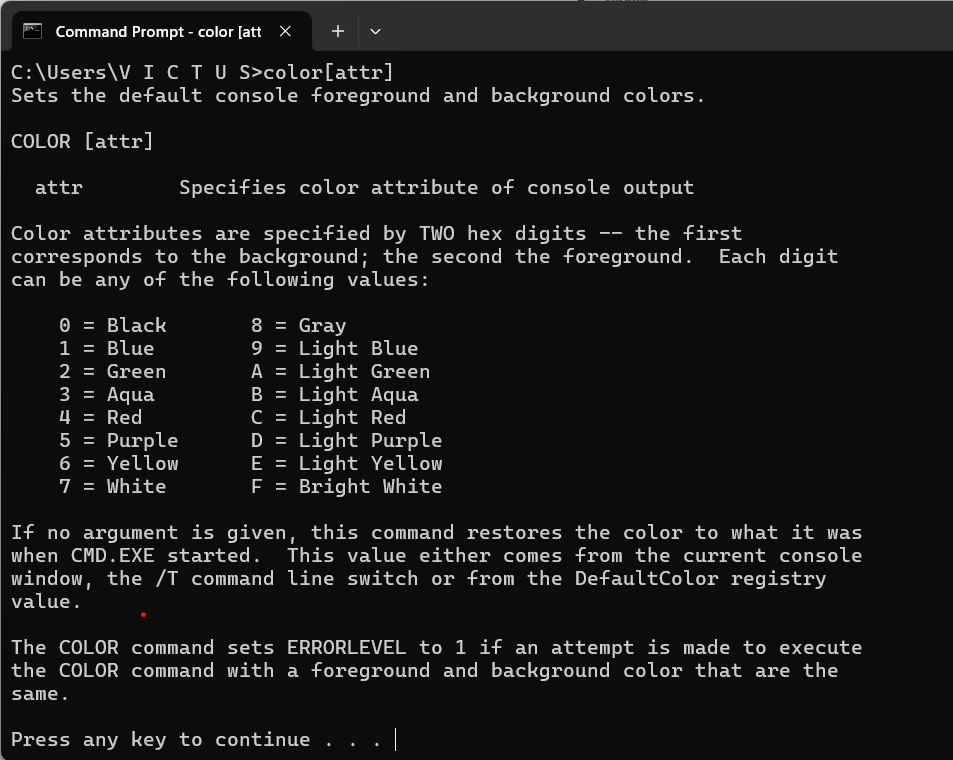 Command Prompt - color [att
C:\Users\V I C T U S>color[attr]
Sets the default console foreground and background colors.
COLOR [attr]
attr        Specifies color attribute of console output
Color attributes are specified by TWO hex digits -- the first
corresponds to the background; the second the foreground.  Each digit
can be any of the following values:
0 = Black       8 = Gray
1 = Blue        9 = Light Blue
2 = Green       A = Light Green
3 = Aqua        B = Light Aqua
4 = Red         C = Light Red
5 = Purple      D = Light Purple
6 = Yellow      E = Light Yellow
7 = White       F = Bright White
If no argument is given, this command restores the color to what it was
when CMD.EXE started.  This value either comes from the current console
window, the /T command line switch or from the DefaultColor registry
value.
The COLOR command sets ERRORLEVEL to 1 if an attempt is made to execute
the COLOR command with a foreground and background color that are the
same.
Press any key to continue . . .